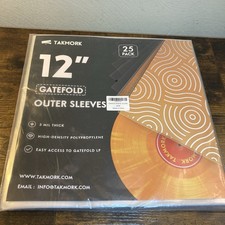 TAKMORK
25
PACK
12"
GATEFOLD
OUTER SLEEVES
3 MIL THICK
HIGH-DENSITY POLYPROPYLENE
EASY ACCESS TO GATEFOLD LP
WWW.TAKMORK.COM
EMAIL: INFO@TAKMORK.COM
TAKMORK